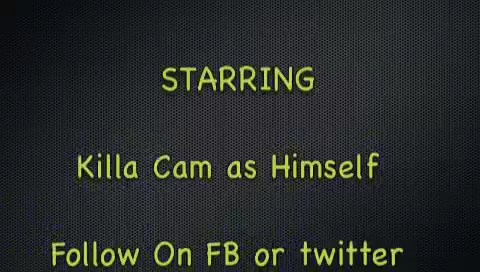 STARRING
Killa Cam as Himself
Follow On FB or twitter